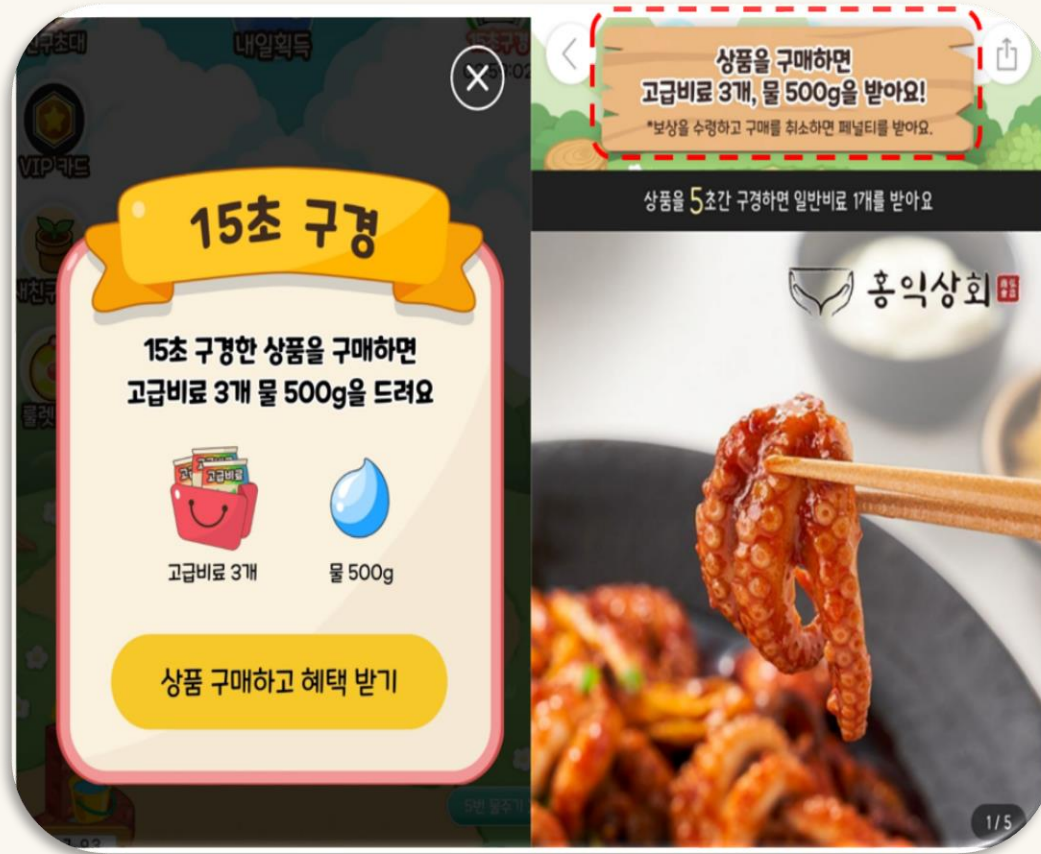 내일획득
VIP 카드
15초 구경
15초 구경한 상품을 구매하면
고급비료 3개 물 500g을 드려요
고급비료
고급비료 3개
물 500g
상품 구매하고 혜택 받기
5번 물주기
상품을 구매하면
고급비료 3개, 물 500g을 받아요!
*보상을 수령하고 구매를 취소하면 페널티를 받아요.
상품을 5초간 구경하면 일반비료 1개를 받아요
홍익상회
1/5